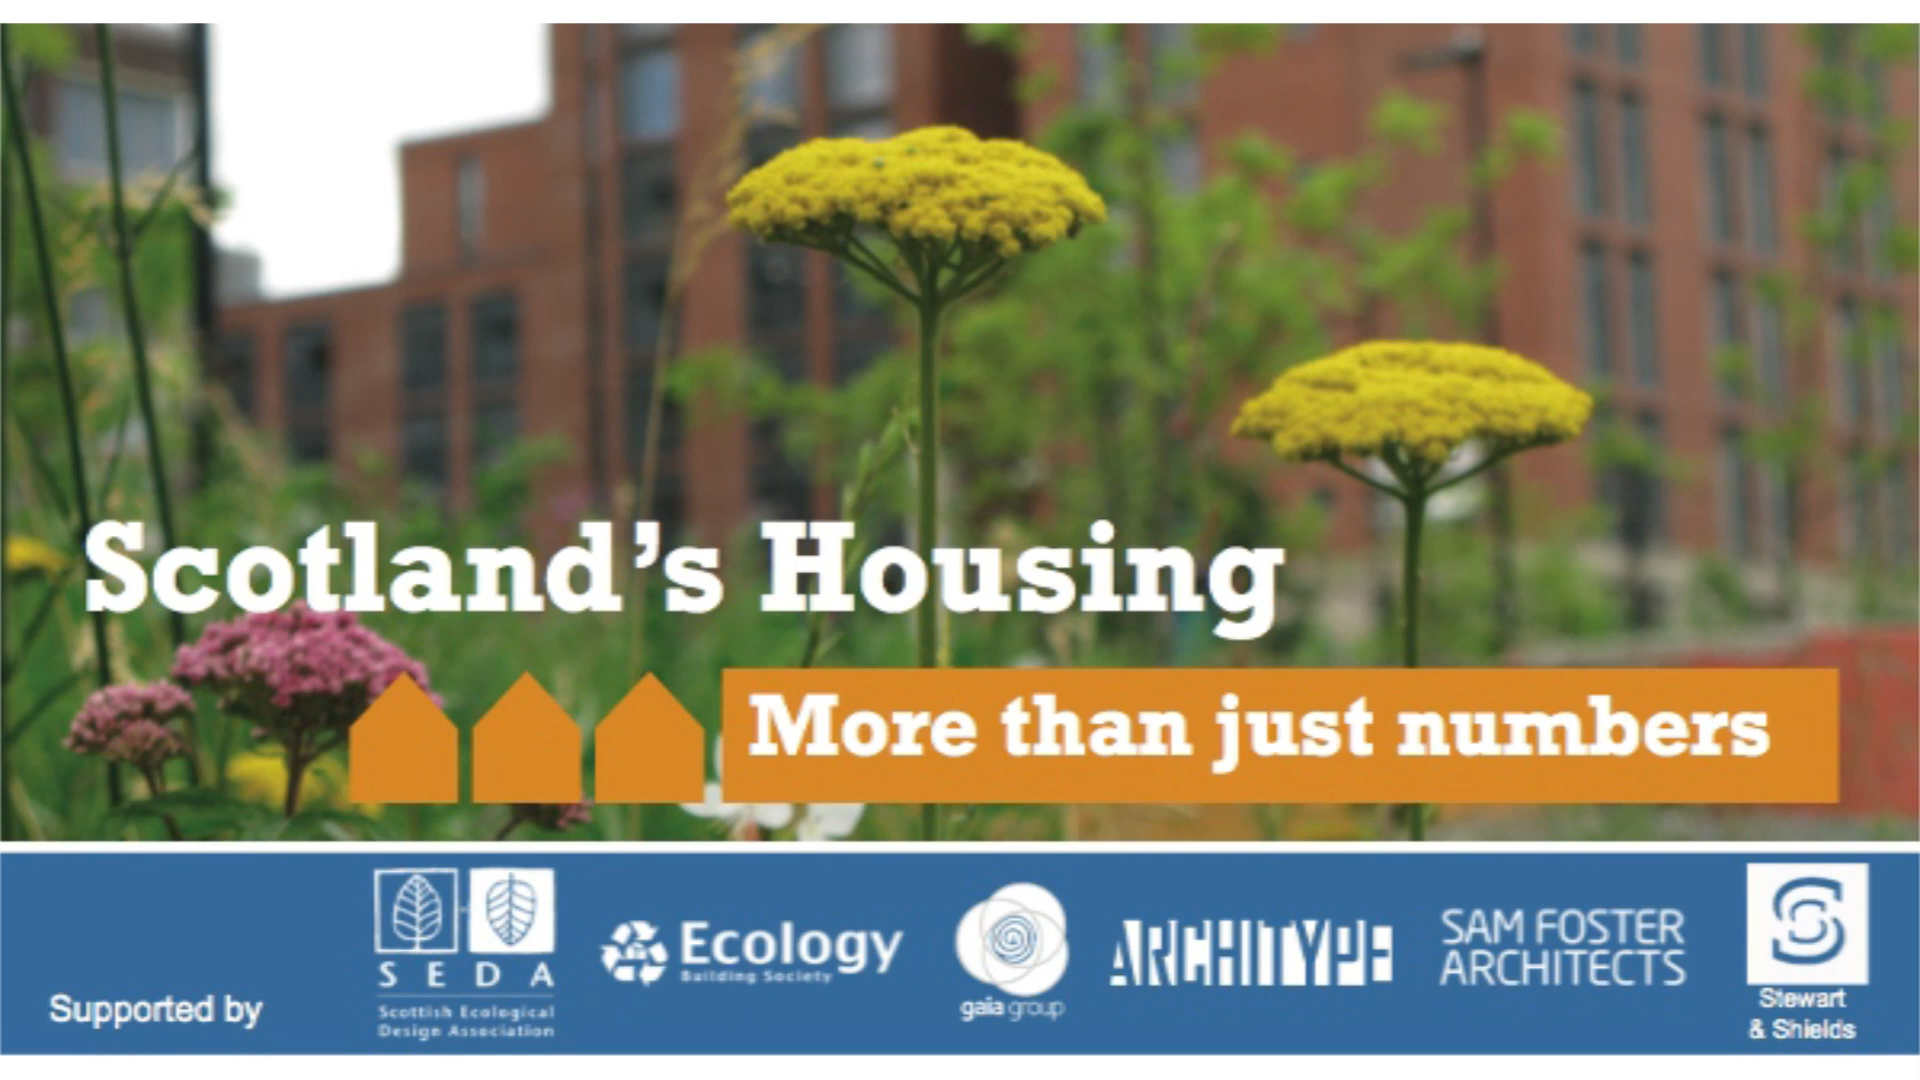 Scotland's Housing
More than just numbers
Supported by
SEDA
Scottish Ecological
Design Association
Ecology
Building Society
gaia group
ARCHITYPE
SAM FOSTER
ARCHITECTS
Stewart
& Shields